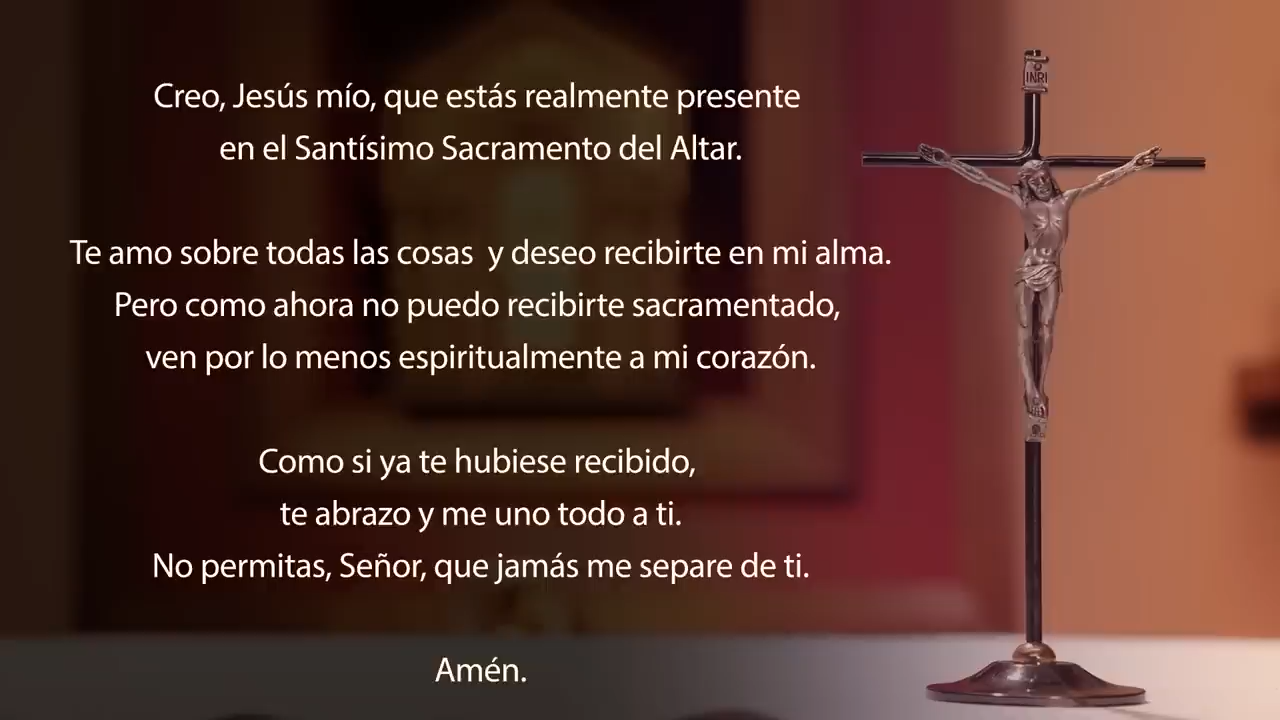 Creo, Jesús mío, que estás realmente presente
en el Santísimo Sacramento del Altar.
Te amo sobre todas las cosas  y deseo recibirte en mi alma.
Pero como ahora no puedo recibirte sacramentado,
ven por lo menos espiritualmente a mi corazón.
Como si ya te hubiese recibido,
te abrazo y me uno todo a ti.
No permitas, Señor, que jamás me separe de ti.
Amén.
INRI